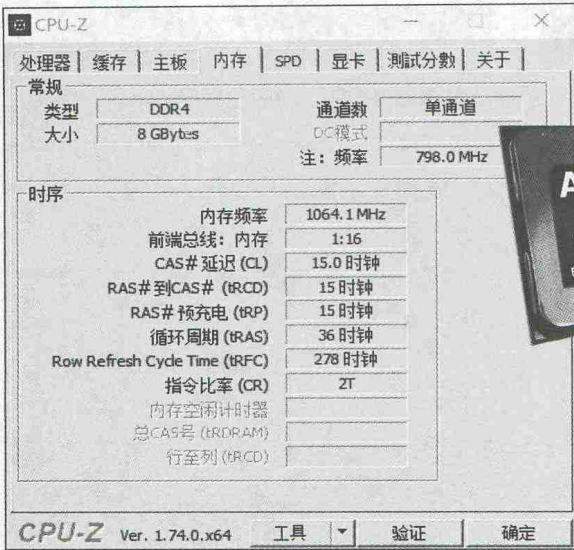 CPU-Z
处理器 缓存 主板 内存 SPD 显卡 測試分數 关于
常规
类型 DDR4 通道数 单通道
大小 8 GBytes DC模式
注：频率 798.0 MHz
时序
内存频率 1064.1 MHz
前端总线：内存 1:16
CAS# 延迟 (CL) 15.0 时钟
RAS# 到CAS# (tRCD) 15 时钟
RAS# 预充电 (tRP) 15 时钟
循环周期 (tRAS) 36 时钟
Row Refresh Cycle Time (tRFC) 278 时钟
指令比率 (CR) 2T
内存空闲计时器
总CAS号 (tRDRAM)
行至列 (tRCD)
CPU-Z Ver. 1.74.0.x64 工具 验证 确定